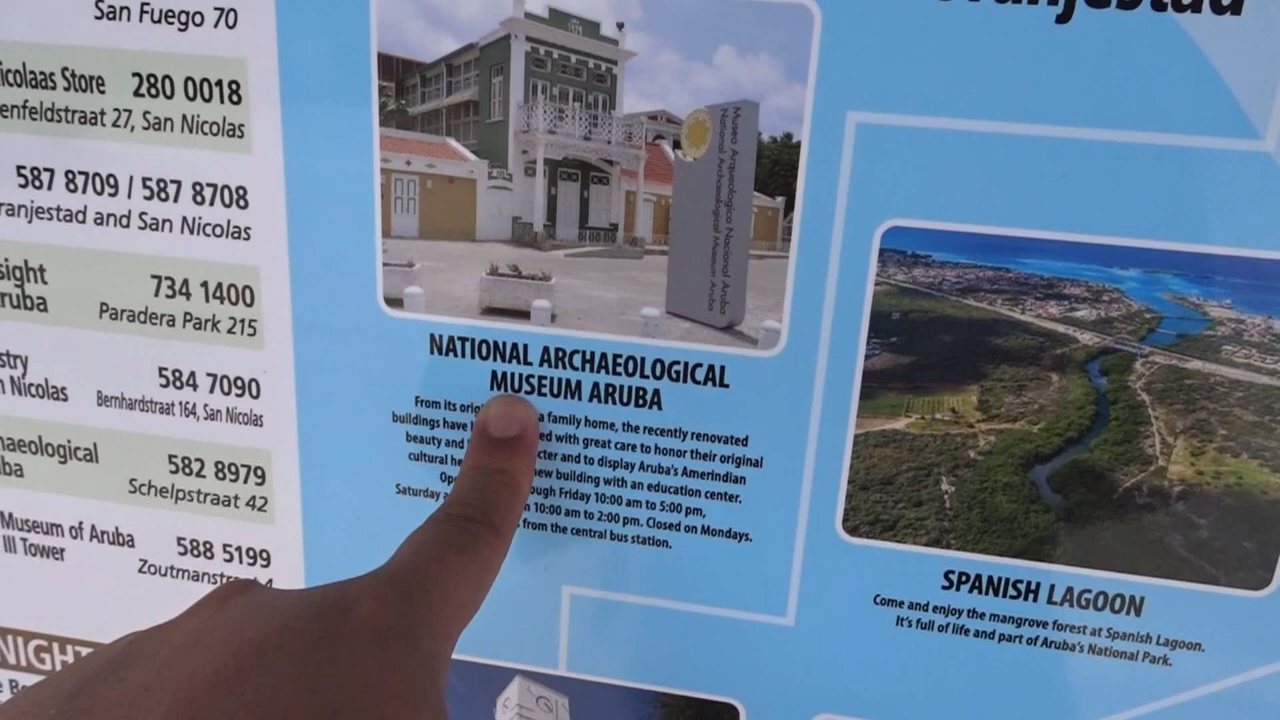 San Fuego 70
icolaas Store 280 0018
enfeldstraat 27, San Nicolas
587 8709 / 587 8708
ranjestad and San Nicolas
sight 734 1400
ruba Paradera Park 215
stry 584 7090
n Nicolas Bernhardstraat 164, San Nicolas
haeological 582 8979
ba Schelpstraat 42
Museum of Aruba 588 5199
III Tower Zoutmanstr
NIGHT
ranjestad
Museo Arqueologico Nacional Aruba
National Archaeological Museum Aruba
NATIONAL ARCHAEOLOGICAL
MUSEUM ARUBA
From its orig a family home, the recently renovated
buildings have ed with great care to honor their original
beauty and cter and to display Aruba's Amerindian
cultural he new building with an education center.
Op ough Friday 10:00 am to 5:00 pm,
Saturday 10:00 am to 2:00 pm. Closed on Mondays.
from the central bus station.
SPANISH LAGOON
Come and enjoy the mangrove forest at Spanish Lagoon.
It's full of life and part of Aruba's National Park.